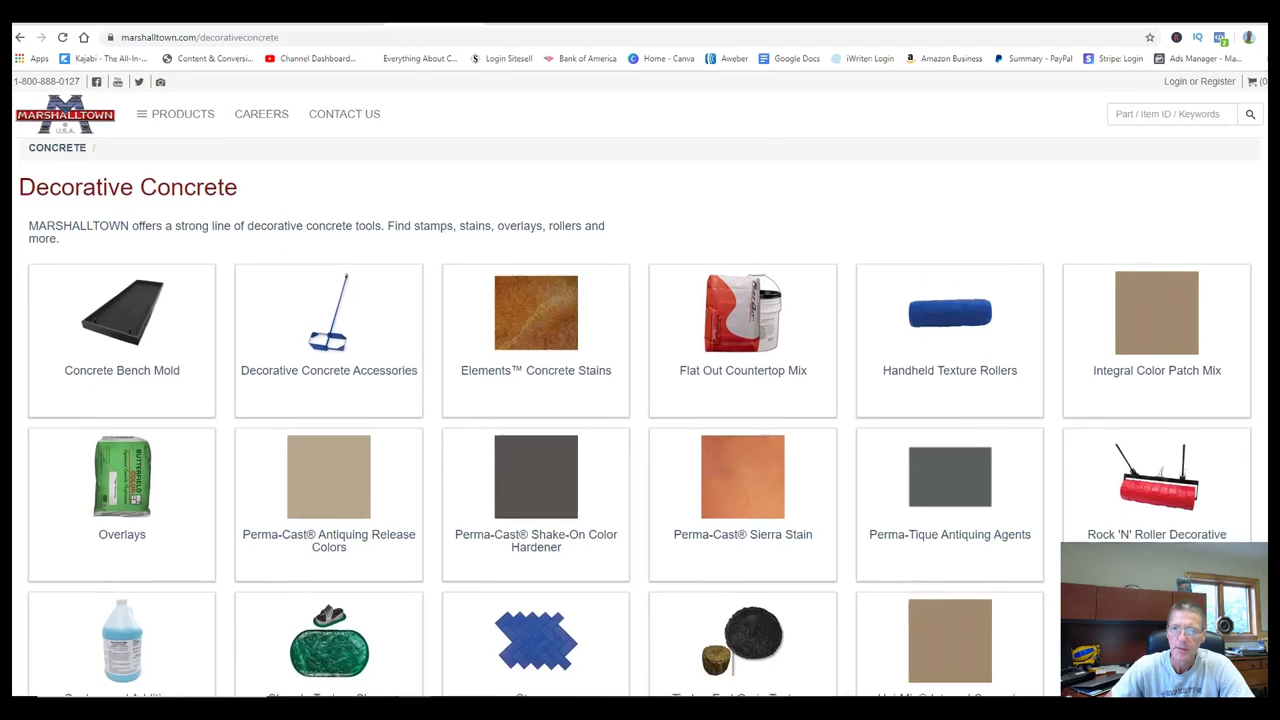 marshalltown.com/decorativeconcrete
Apps Kajabi - The All-In-... Content & Conversi... Channel Dashboard... Everything About C... Login Sitesell Bank of America Home - Canva Aweber Google Docs iWriter: Login Amazon Business Summary - PayPal Stripe: Login Ads Manager - Ma...
1-800-888-0127
Login or Register (0
MARSHALLTOWN
U.S.A.
PRODUCTS CAREERS CONTACT US
Part / Item ID / Keywords
CONCRETE /
Decorative Concrete
MARSHALLTOWN offers a strong line of decorative concrete tools. Find stamps, stains, overlays, rollers and
more.
Concrete Bench Mold
Decorative Concrete Accessories
Elements™ Concrete Stains
Flat Out Countertop Mix
Handheld Texture Rollers
Integral Color Patch Mix
Overlays
Perma-Cast® Antiquing Release
Colors
Perma-Cast® Shake-On Color
Hardener
Perma-Cast® Sierra Stain
Perma-Tique Antiquing Agents
Rock 'N' Roller Decorative